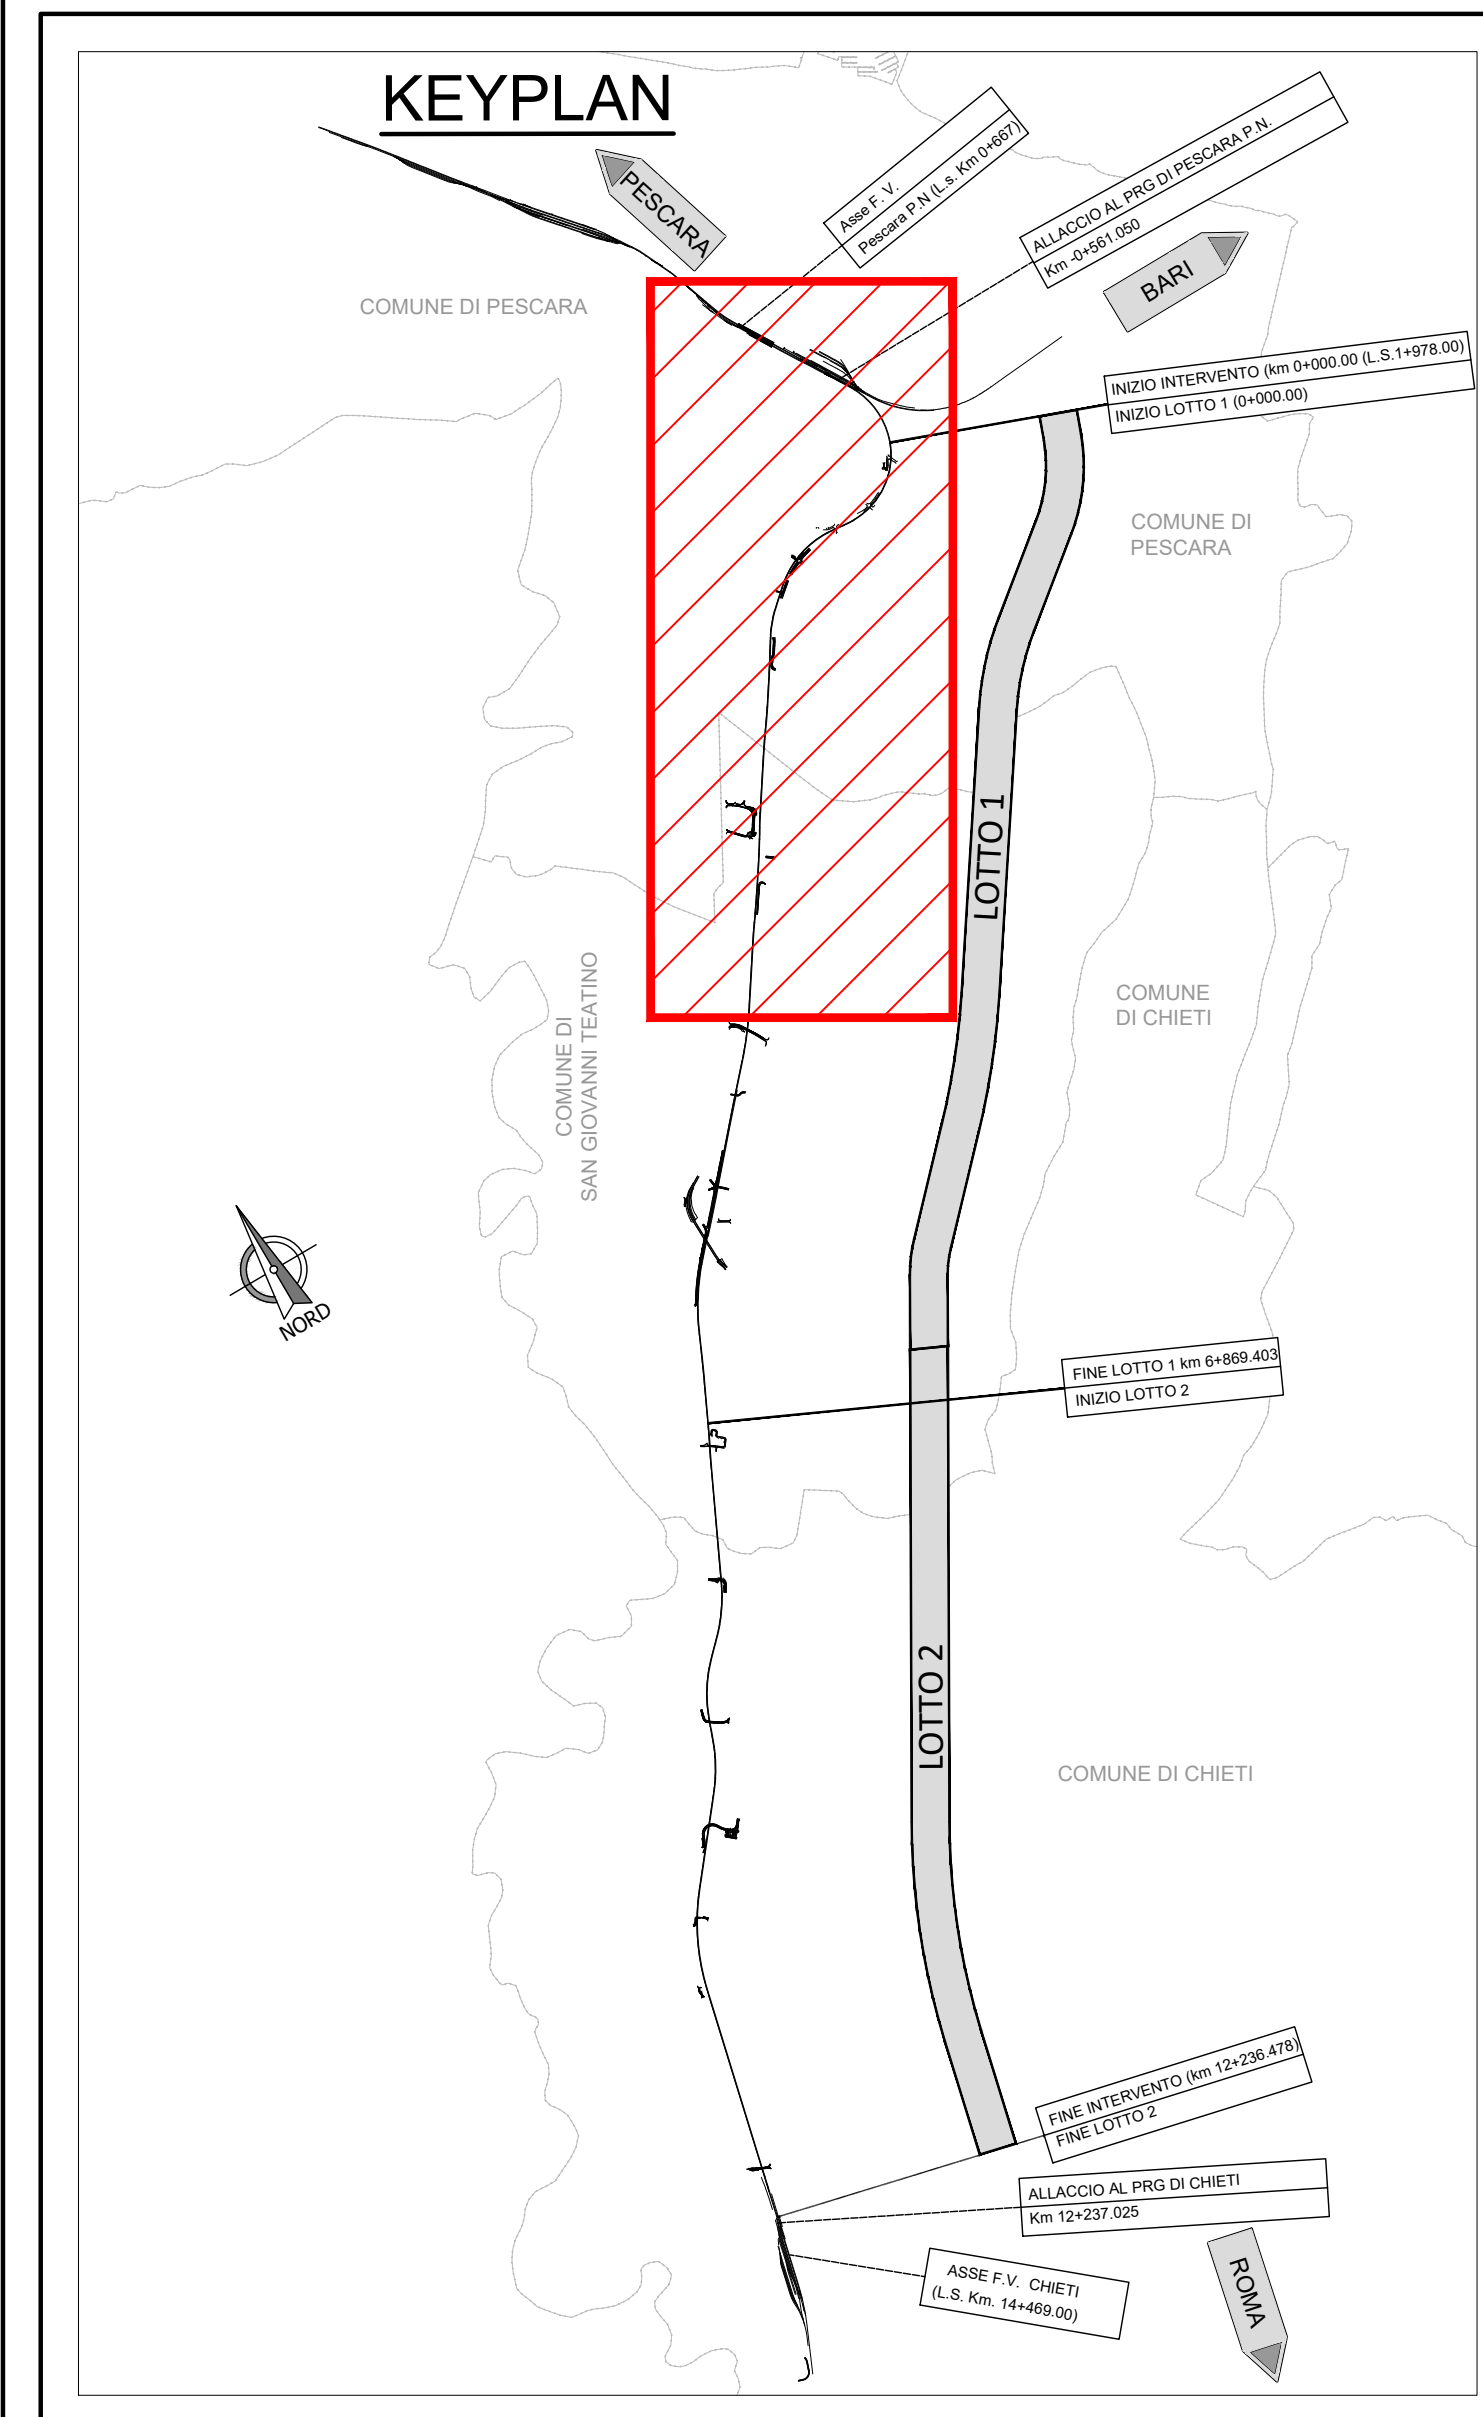 KEYPLAN
PESCARA
Asse F. V.
Pescara P.N (L.s. Km 0+667)
ALLACCIO AL PRG DI PESCARA P.N.
Km -0+561.050
BARI
COMUNE DI PESCARA
INIZIO INTERVENTO (km 0+000.00 (L.S.1+978.00)
INIZIO LOTTO 1 (0+000.00)
COMUNE DI
PESCARA
LOTTO 1
COMUNE
DI CHIETI
COMUNE DI
SAN GIOVANNI TEATINO
NORD
FINE LOTTO 1 km 6+869.403
INIZIO LOTTO 2
LOTTO 2
COMUNE DI CHIETI
FINE INTERVENTO (km 12+236.478)
FINE LOTTO 2
ALLACCIO AL PRG DI CHIETI
Km 12+237.025
ASSE F.V. CHIETI
(L.S. Km. 14+469.00)
ROMA